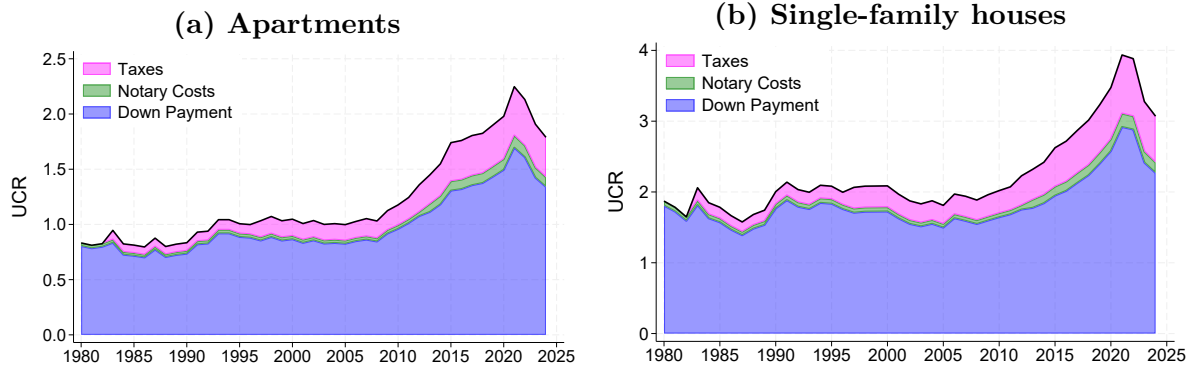 (a) Apartments
UCR
2.5
2.0
1.5
1.0
0.5
0.0
Taxes
Notary Costs
Down Payment
1980 1985 1990 1995 2000 2005 2010 2015 2020 2025
(b) Single-family houses
UCR
4
3
2
1
0
Taxes
Notary Costs
Down Payment
1980 1985 1990 1995 2000 2005 2010 2015 2020 2025